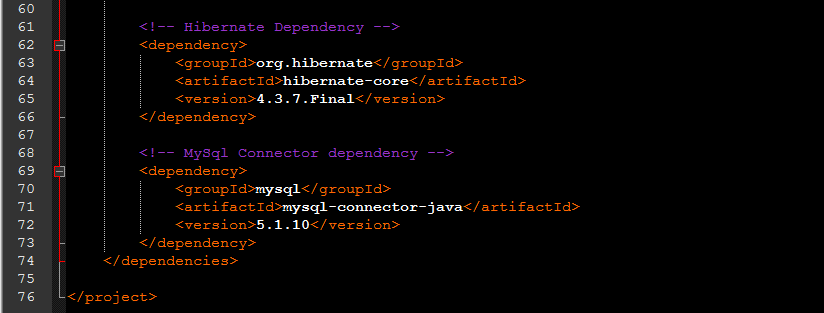 60
61 <!-- Hibernate Dependency -->
62 <dependency>
63 <groupId>org.hibernate</groupId>
64 <artifactId>hibernate-core</artifactId>
65 <version>4.3.7.Final</version>
66 </dependency>
67
68 <!-- MySql Connector dependency -->
69 <dependency>
70 <groupId>mysql</groupId>
71 <artifactId>mysql-connector-java</artifactId>
72 <version>5.1.10</version>
73 </dependency>
74 </dependencies>
75
76 </project>